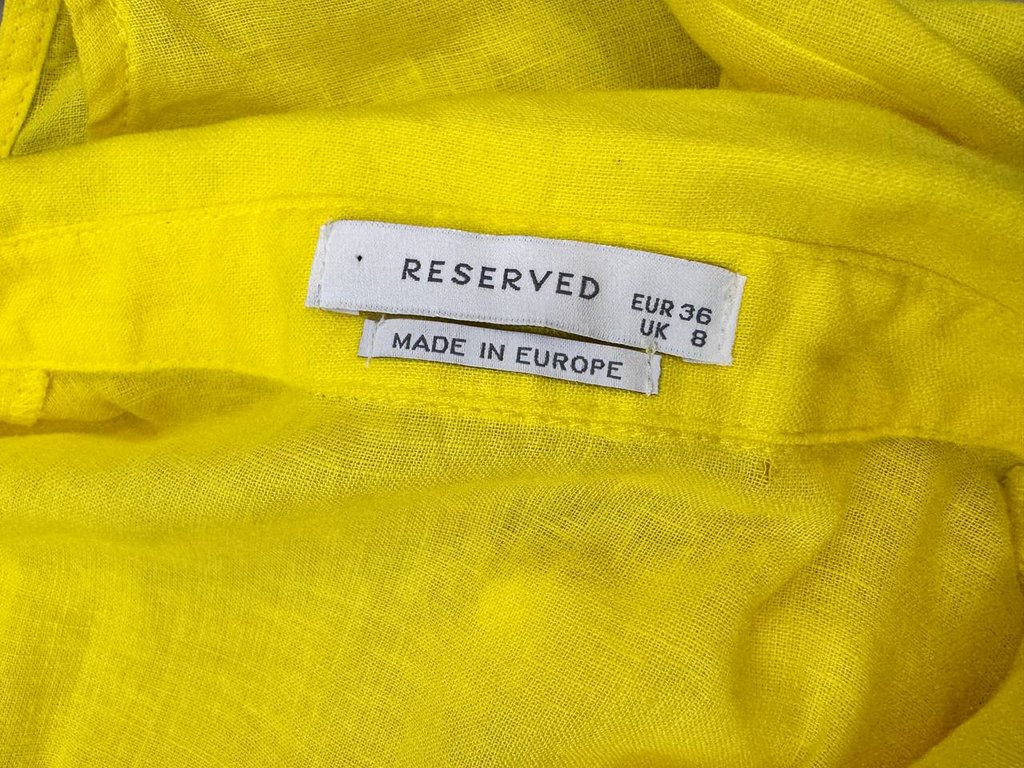 RESERVED
EUR 36
UK 8
MADE IN EUROPE